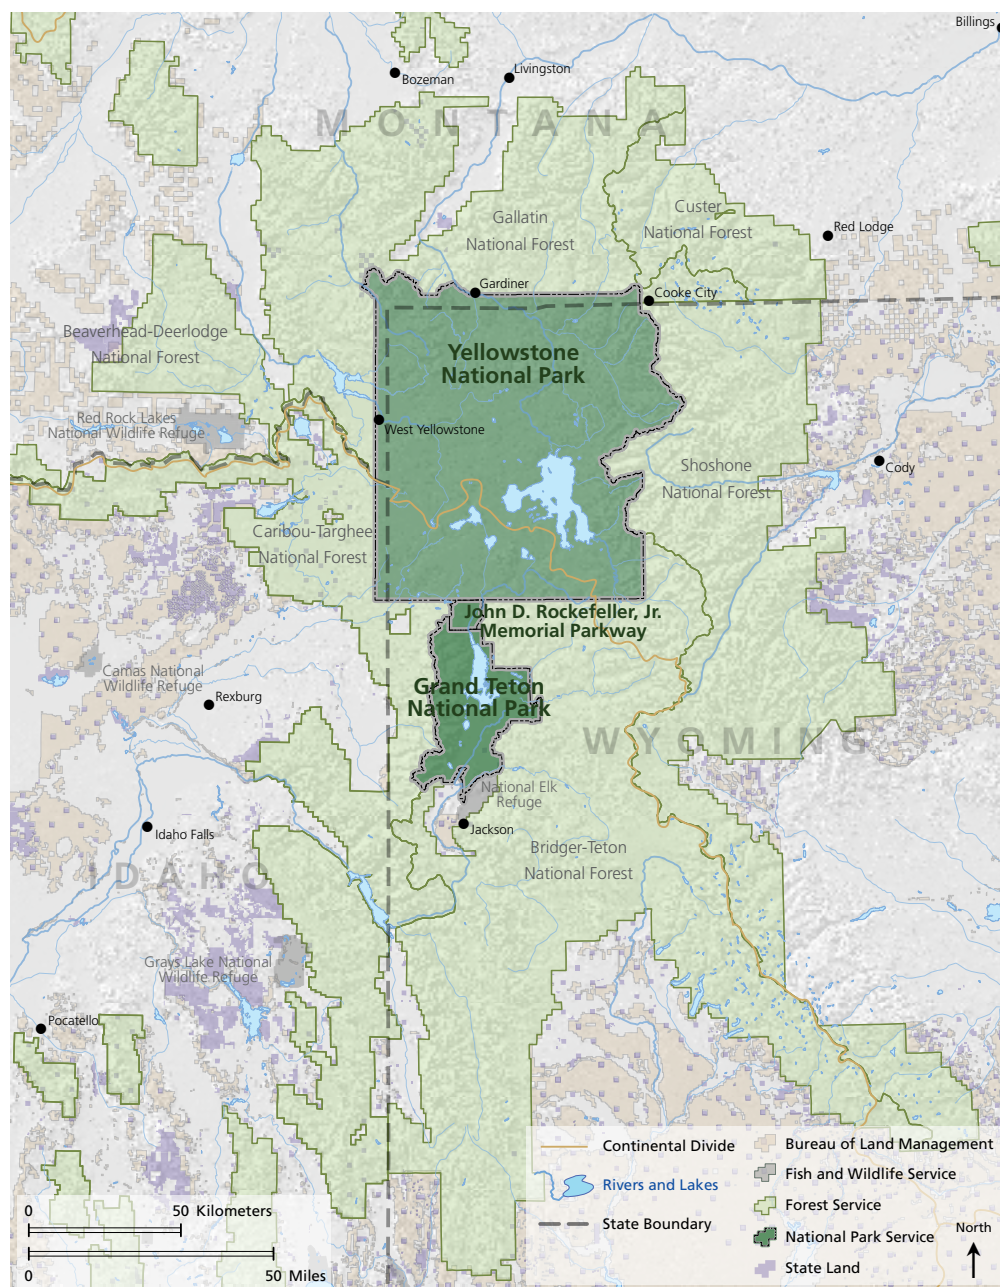 Billings
Bozeman
Livingston
MONTANA
Gallatin
National Forest
Custer
National Forest
Red Lodge
Gardiner
Cooke City
Beaverhead-Deerlodge
National Forest
Yellowstone
National Park
Red Rock Lakes
National Wildlife Refuge
West Yellowstone
Shoshone
National Forest
Cody
Caribou-Targhee
National Forest
John D. Rockefeller, Jr.
Memorial Parkway
Camas National
Wildlife Refuge
Rexburg
Grand Teton
National Park
WYOMING
National Elk
Refuge
Jackson
Idaho Falls
Bridger-Teton
National Forest
IDAHO
Grays Lake National
Wildlife Refuge
Pocatello
0 50 Kilometers
0 50 Miles
Continental Divide
Rivers and Lakes
State Boundary
Bureau of Land Management
Fish and Wildlife Service
Forest Service
National Park Service
State Land
North